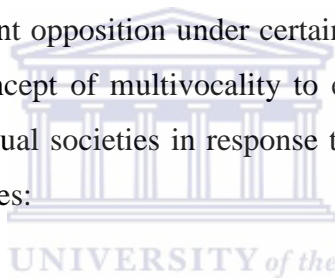 nt opposition under certain
ncept of multivocality to e
ual societies in response t
es:
UNIVERSITY of the